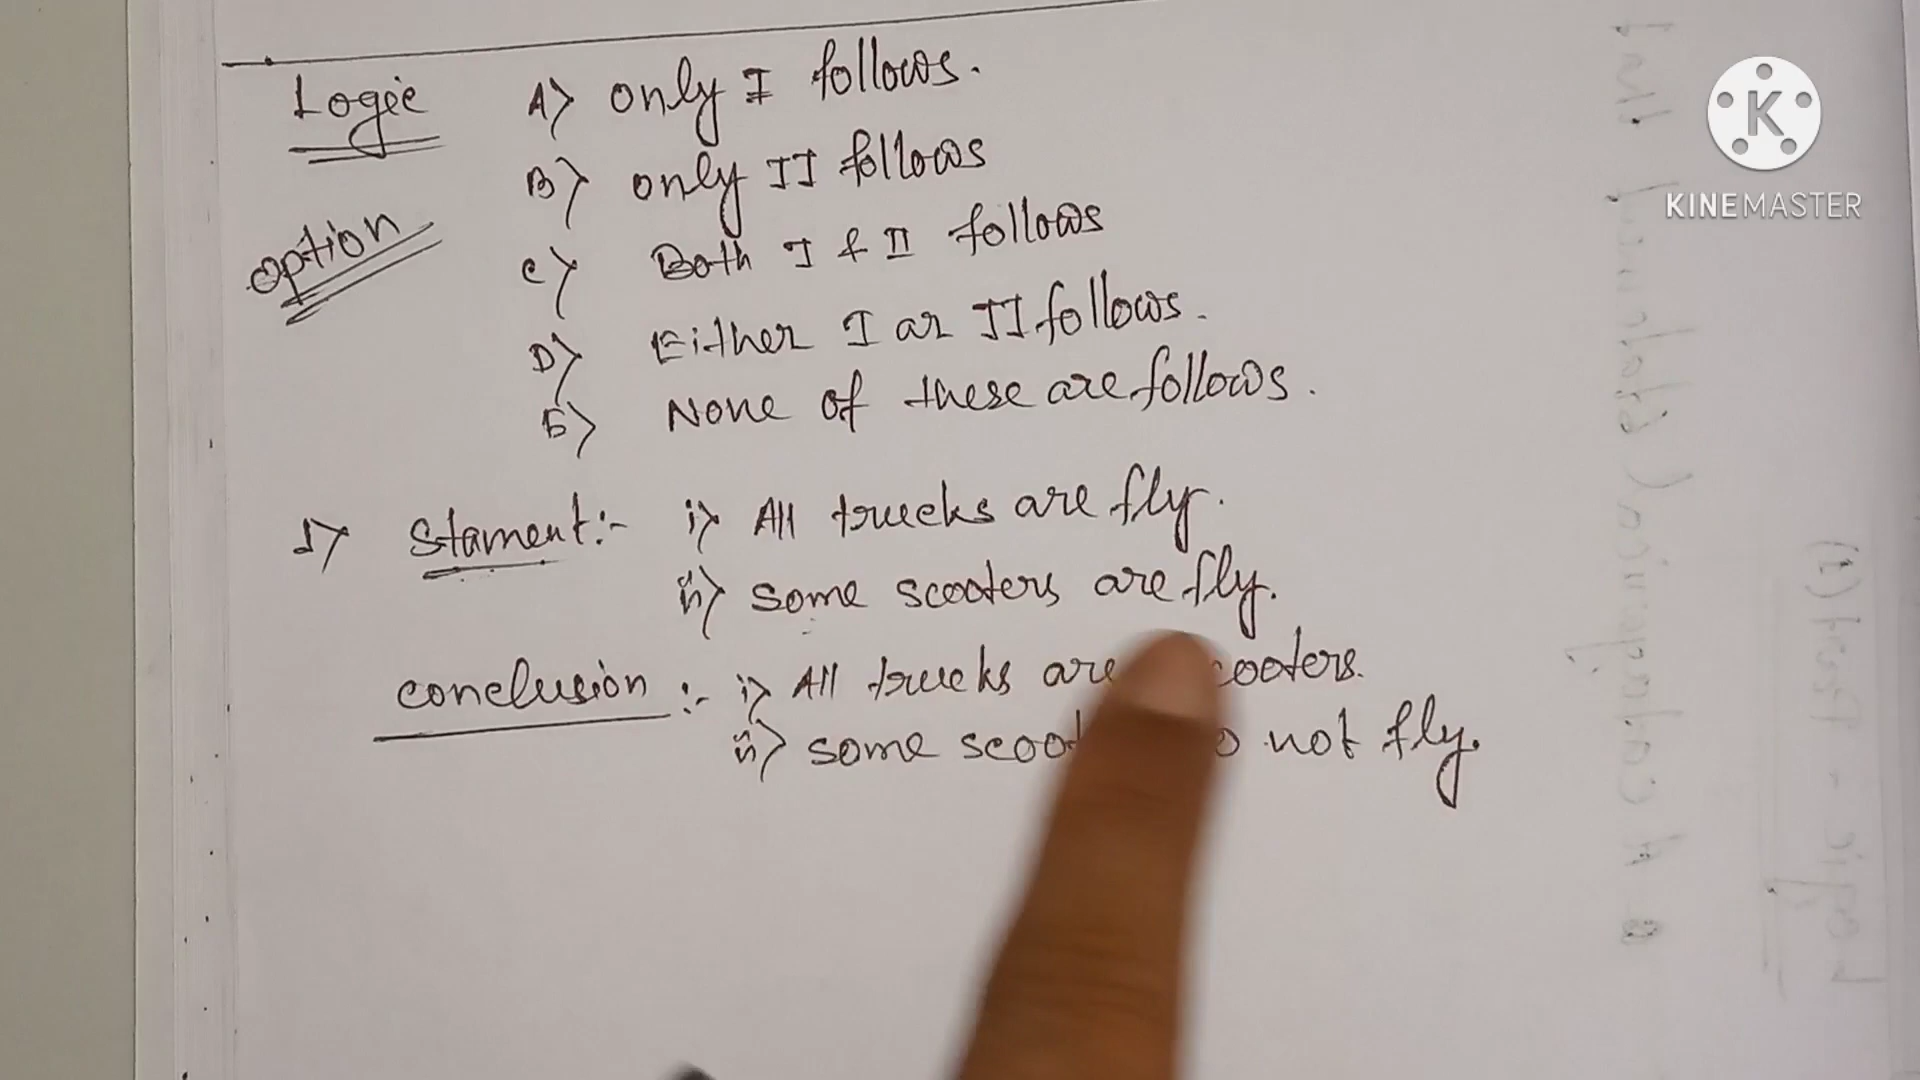 Logic
A) only I follows.
B) only II follows
option
C) Both I & II follows
D) Either I ar II follows.
E) None of these are follows.
1) Stament:- i) All trucks are fly.
ii) some scooters are fly.
conclusion :- i) All trucks are scooters.
ii) some not fly.
K
KINEMASTER